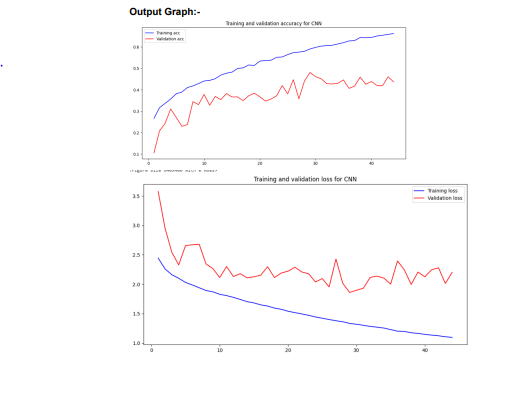 Output Graph:-
Training and validation accuracy for CNN
Training acc
Validation acc
0.6
0.5
0.4
0.3
0.2
0.1
0 10 20 30 40
Training and validation loss for CNN
Training loss
Validation loss
3.5
3.0
2.5
2.0
1.5
1.0
0 10 20 30 40